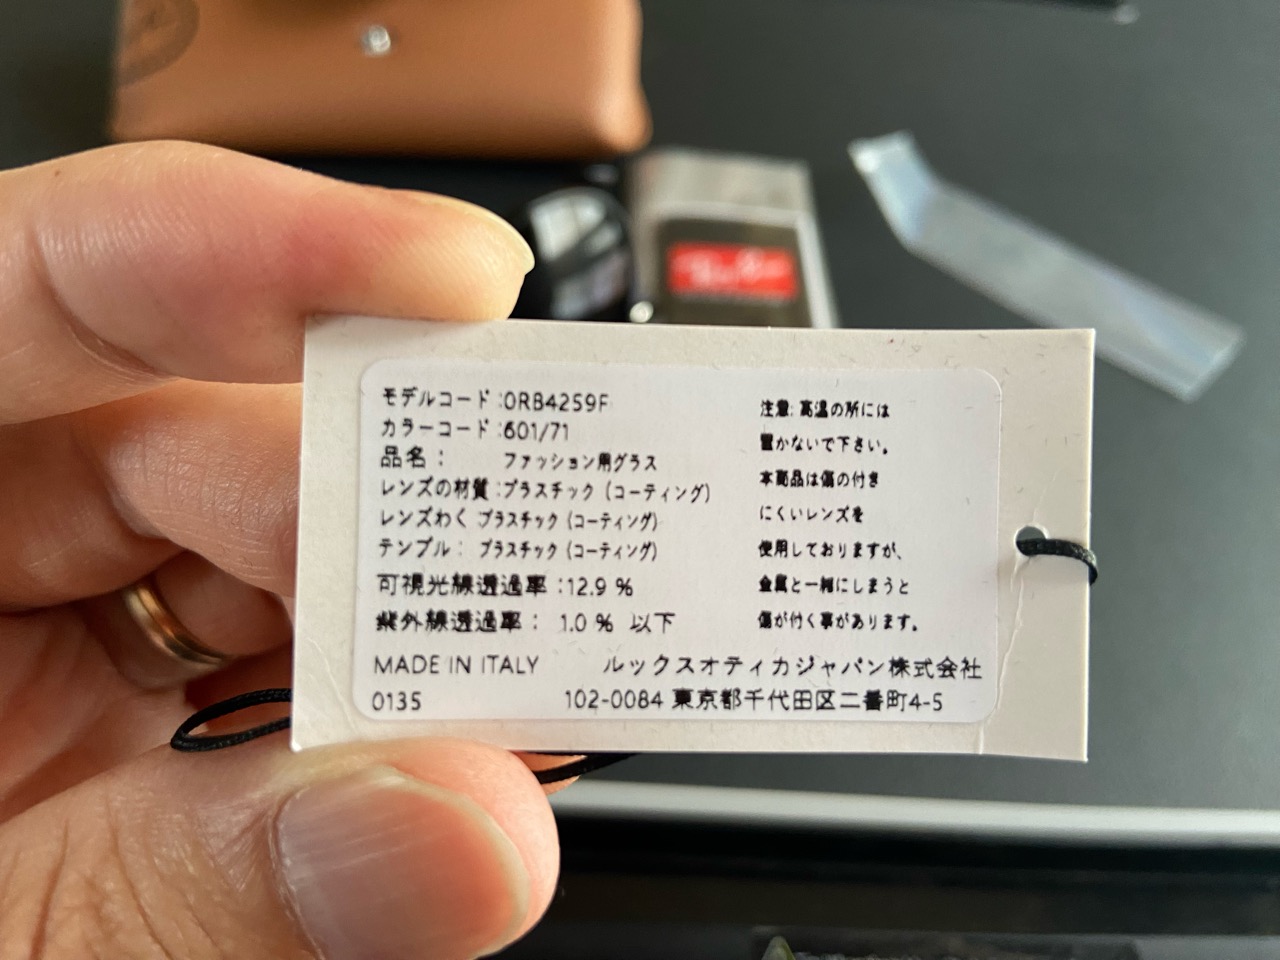 モデルコード :0RB4259F
カラーコード :601/71
品名： ファッション用グラス
レンズの材質 :プラスチック (コーティング)
レンズわく プラスチック (コーティング)
テンプル： プラスチック (コーティング)
可視光線透過率 :12.9 %
紫外線透過率： 1.0 % 以下
注意: 高温の所には
置かないで下さい。
本商品は傷の付き
にくいレンズを
使用しておりますが、
金属と一緒にしまうと
傷が付く事があります。
MADE IN ITALY ルックスオティカジャパン株式会社
0135 102-0084 東京都千代田区二番町4-5
Ray-Ban